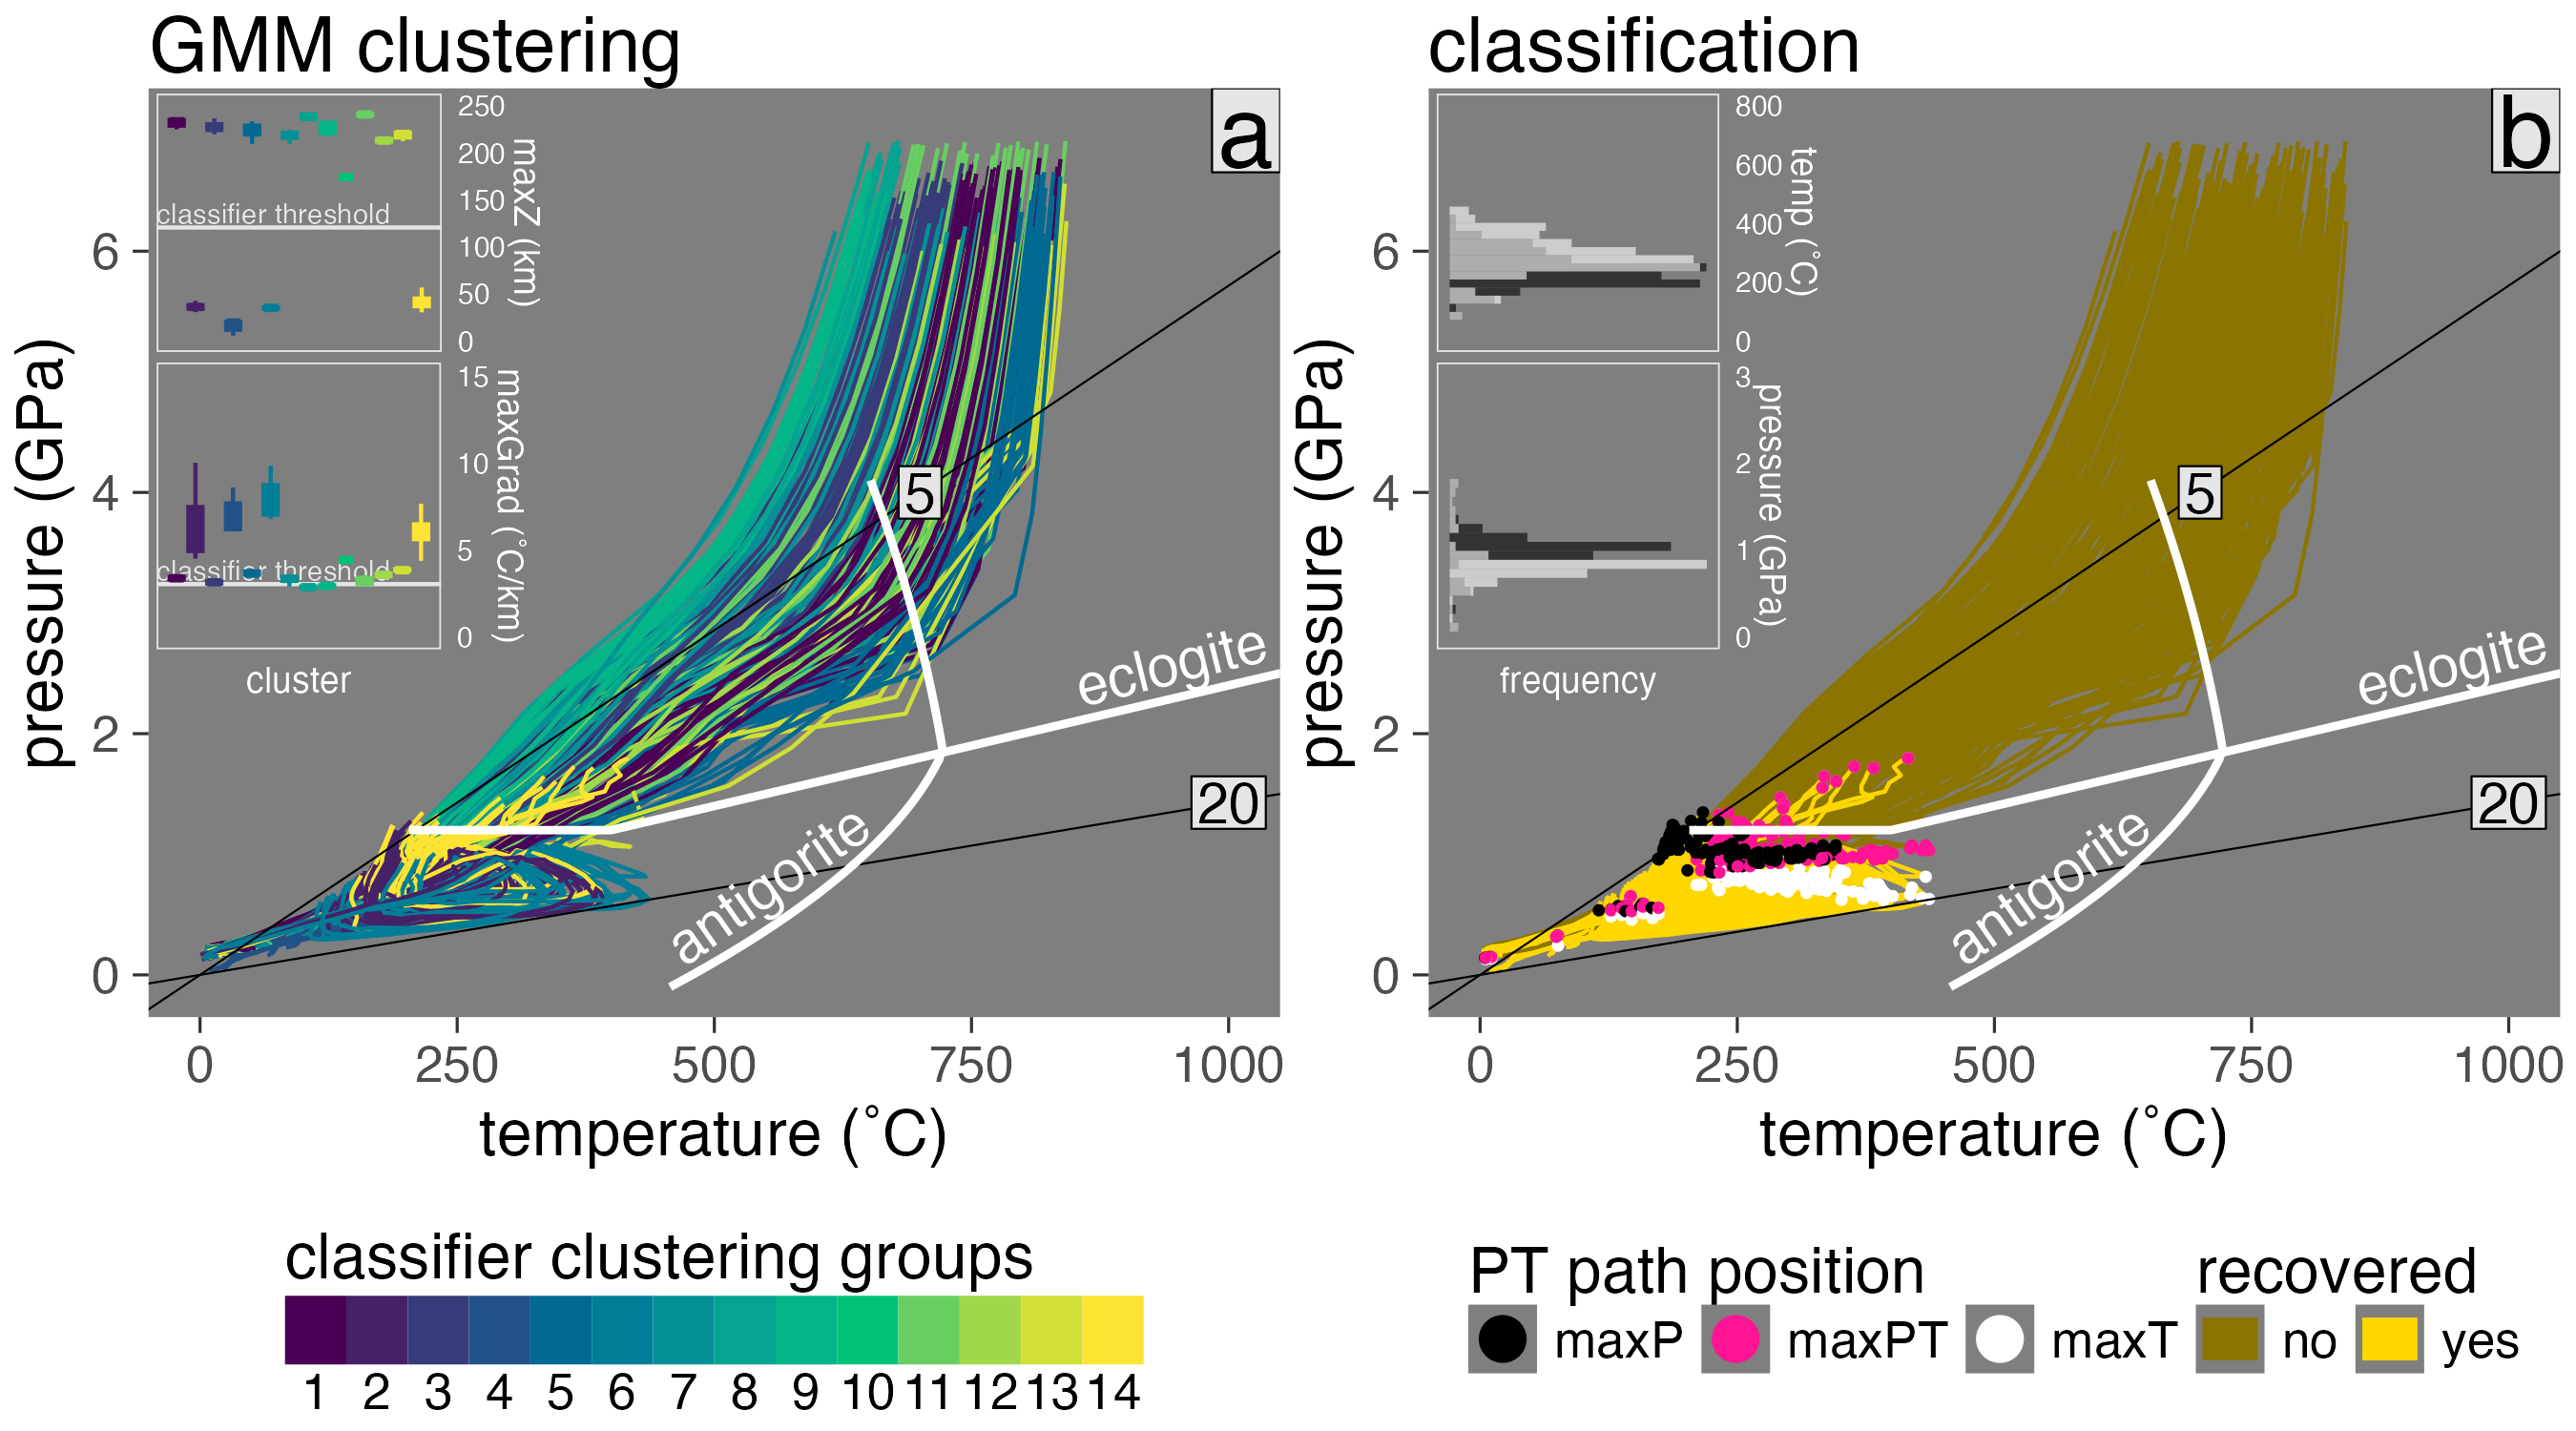 GMM clustering
a
250
200
150
100
50
0
maxZ (km)
classifier threshold
15
10
5
0
maxGrad (˚C/km)
classifier threshold
cluster
5
eclogite
20
antigorite
6
4
2
0
pressure (GPa)
0 250 500 750 1000
temperature (˚C)
classifier clustering groups
1 2 3 4 5 6 7 8 9 10 11 12 13 14
classification
b
800
600
400
200
0
temp (˚C)
3
2
1
0
pressure (GPa)
frequency
5
eclogite
20
antigorite
6
4
2
0
pressure (GPa)
0 250 500 750 1000
temperature (˚C)
PT path position
maxP maxPT maxT
recovered
no yes